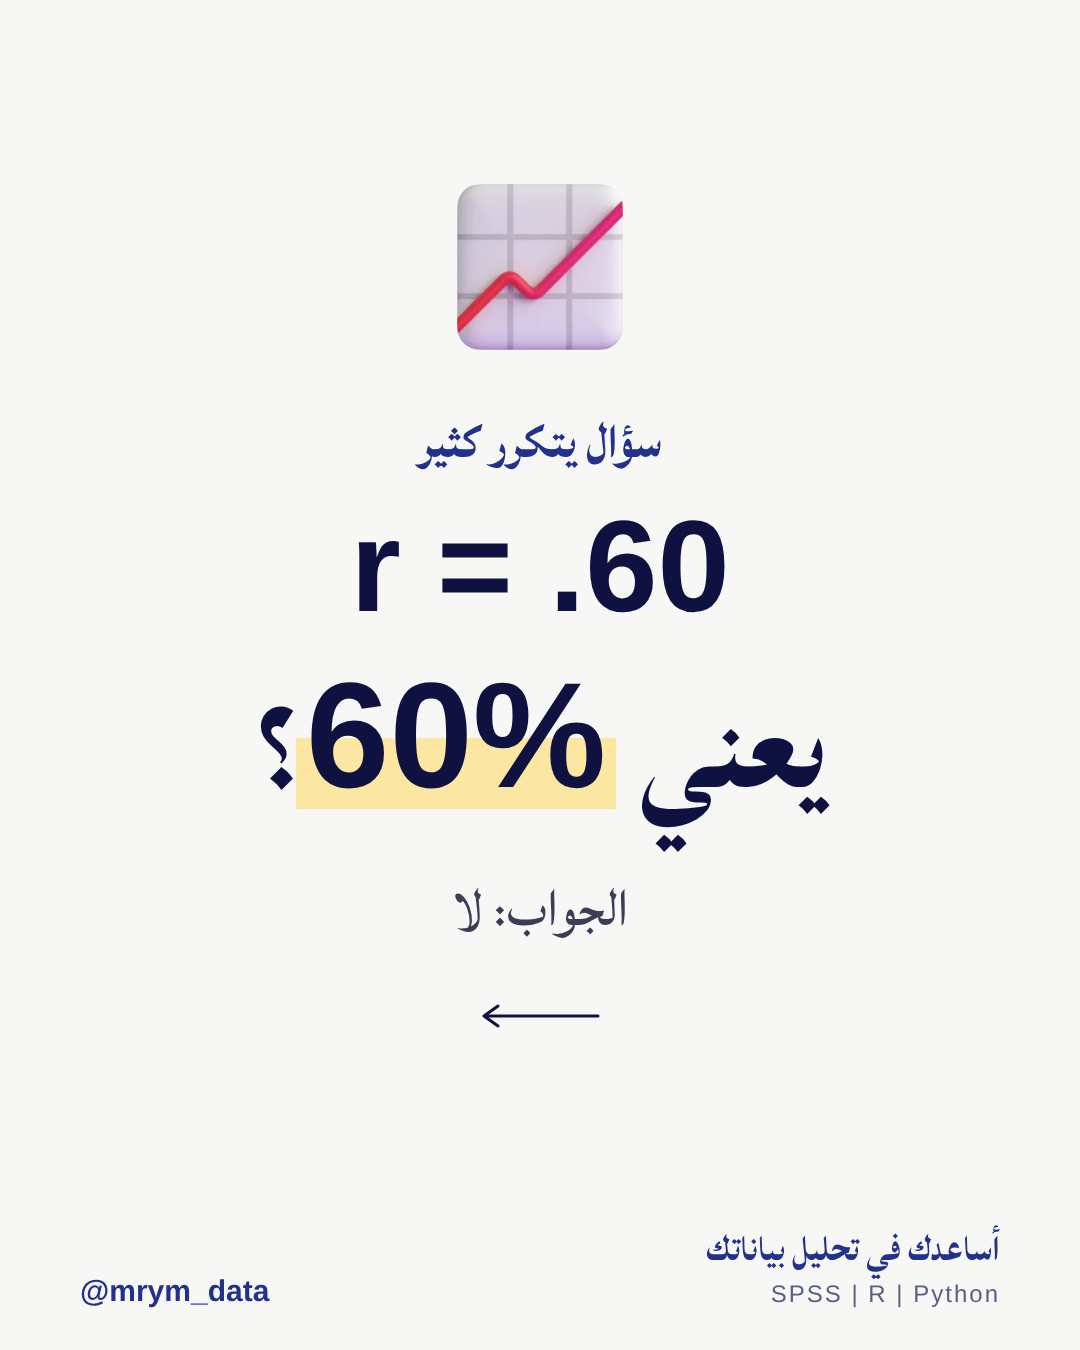 سؤال يتكرر كثير
r = .60
يعني 60%؟
الجواب: لا
أساعدك في تحليل بياناتك
SPSS | R | Python
@mrym_data